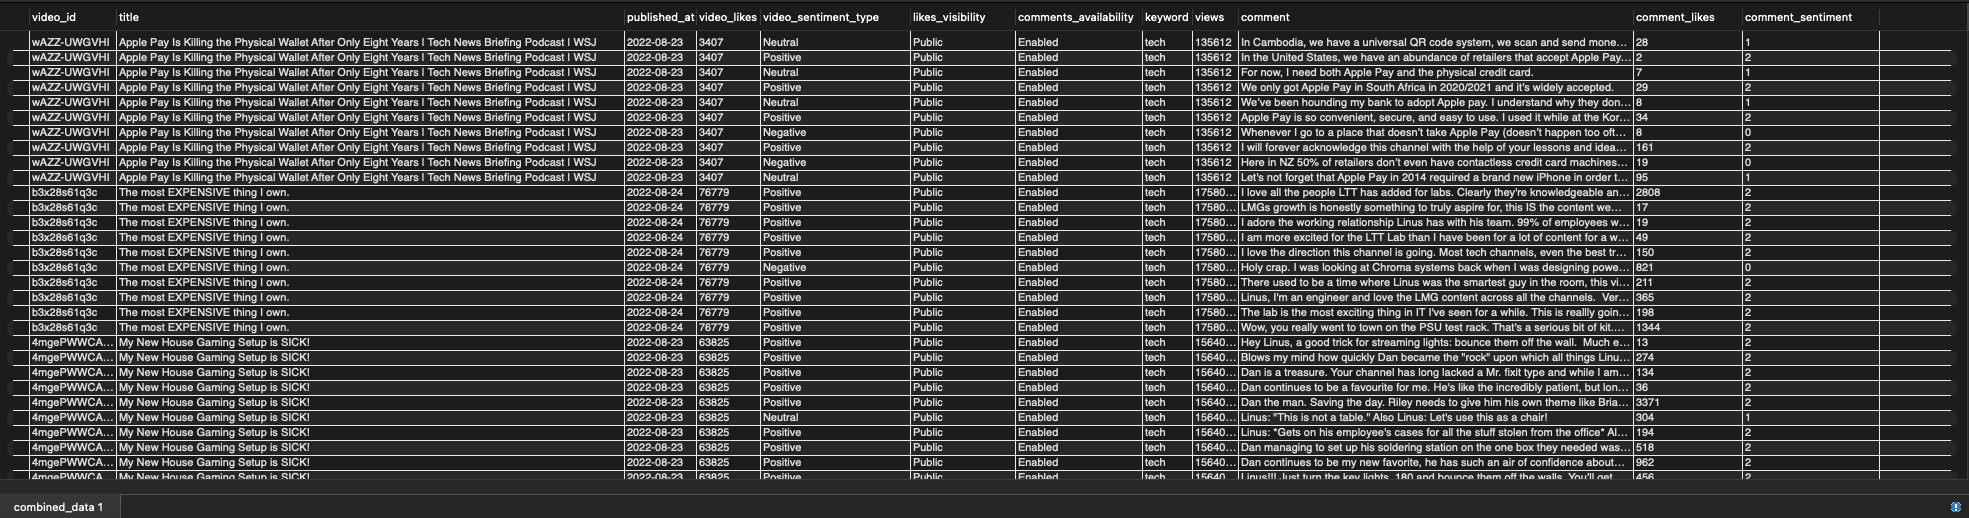 video_id title published_at video_likes video_sentiment_type likes_visibility comments_availability keyword views comment comment_likes comment_sentiment
wAZZ-UWGVHI Apple Pay Is Killing the Physical Wallet After Only Eight Years | Tech News Briefing Podcast | WSJ 2022-08-23 3407 Neutral Public Enabled tech 135612 In Cambodia, we have a universal QR code system, we scan and send mone... 28 1
wAZZ-UWGVHI Apple Pay Is Killing the Physical Wallet After Only Eight Years | Tech News Briefing Podcast | WSJ 2022-08-23 3407 Positive Public Enabled tech 135612 In the United States, we have an abundance of retailers that accept Apple Pay... 2 2
wAZZ-UWGVHI Apple Pay Is Killing the Physical Wallet After Only Eight Years | Tech News Briefing Podcast | WSJ 2022-08-23 3407 Neutral Public Enabled tech 135612 For now, I need both Apple Pay and the physical credit card. 7 1
wAZZ-UWGVHI Apple Pay Is Killing the Physical Wallet After Only Eight Years | Tech News Briefing Podcast | WSJ 2022-08-23 3407 Positive Public Enabled tech 135612 We only got Apple Pay in South Africa in 2020/2021 and it's widely accepted. 29 2
wAZZ-UWGVHI Apple Pay Is Killing the Physical Wallet After Only Eight Years | Tech News Briefing Podcast | WSJ 2022-08-23 3407 Neutral Public Enabled tech 135612 We've been hounding my bank to adopt Apple pay. I understand why they don... 8 1
wAZZ-UWGVHI Apple Pay Is Killing the Physical Wallet After Only Eight Years | Tech News Briefing Podcast | WSJ 2022-08-23 3407 Positive Public Enabled tech 135612 Apple Pay is so convenient, secure, and easy to use. I used it while at the Kor... 34 2
wAZZ-UWGVHI Apple Pay Is Killing the Physical Wallet After Only Eight Years | Tech News Briefing Podcast | WSJ 2022-08-23 3407 Negative Public Enabled tech 135612 Whenever I go to a place that doesn't take Apple Pay (doesn't happen too oft... 8 0
wAZZ-UWGVHI Apple Pay Is Killing the Physical Wallet After Only Eight Years | Tech News Briefing Podcast | WSJ 2022-08-23 3407 Positive Public Enabled tech 135612 I will forever acknowledge this channel with the help of your lessons and idea... 161 2
wAZZ-UWGVHI Apple Pay Is Killing the Physical Wallet After Only Eight Years | Tech News Briefing Podcast | WSJ 2022-08-23 3407 Negative Public Enabled tech 135612 Here in NZ 50% of retailers don't even have contactless credit card machines... 19 0
wAZZ-UWGVHI Apple Pay Is Killing the Physical Wallet After Only Eight Years | Tech News Briefing Podcast | WSJ 2022-08-23 3407 Neutral Public Enabled tech 135612 Let's not forget that Apple Pay in 2014 required a brand new iPhone in order t... 95 1
b3x28s61q3c The most EXPENSIVE thing I own. 2022-08-24 76779 Positive Public Enabled tech 17580... I love all the people LTT has added for labs. Clearly they're knowledgeable an... 2808 2
b3x28s61q3c The most EXPENSIVE thing I own. 2022-08-24 76779 Positive Public Enabled tech 17580... LMGs growth is honestly something to truly aspire for, this IS the content we... 17 2
b3x28s61q3c The most EXPENSIVE thing I own. 2022-08-24 76779 Positive Public Enabled tech 17580... I adore the working relationship Linus has with his team. 99% of employees w... 19 2
b3x28s61q3c The most EXPENSIVE thing I own. 2022-08-24 76779 Positive Public Enabled tech 17580... I am more excited for the LTT Lab than I have been for a lot of content for a w... 49 2
b3x28s61q3c The most EXPENSIVE thing I own. 2022-08-24 76779 Positive Public Enabled tech 17580... I love the direction this channel is going. Most tech channels, even the best tr... 150 2
b3x28s61q3c The most EXPENSIVE thing I own. 2022-08-24 76779 Negative Public Enabled tech 17580... Holy crap. I was looking at Chroma systems back when I was designing powe... 821 0
b3x28s61q3c The most EXPENSIVE thing I own. 2022-08-24 76779 Positive Public Enabled tech 17580... There used to be a time where Linus was the smartest guy in the room, this vi... 211 2
b3x28s61q3c The most EXPENSIVE thing I own. 2022-08-24 76779 Positive Public Enabled tech 17580... Linus, I'm an engineer and love the LMG content across all the channels. Ver... 365 2
b3x28s61q3c The most EXPENSIVE thing I own. 2022-08-24 76779 Positive Public Enabled tech 17580... The lab is the most exciting thing in IT I've seen for a while. This is reallly goin... 198 2
b3x28s61q3c The most EXPENSIVE thing I own. 2022-08-24 76779 Positive Public Enabled tech 17580... Wow, you really went to town on the PSU test rack. That's a serious bit of kit.... 1344 2
4mgePWWCA... My New House Gaming Setup is SICK! 2022-08-23 63825 Positive Public Enabled tech 15640... Hey Linus, a good trick for streaming lights: bounce them off the wall. Much e... 13 2
4mgePWWCA... My New House Gaming Setup is SICK! 2022-08-23 63825 Positive Public Enabled tech 15640... Blows my mind how quickly Dan became the "rock" upon which all things Linu... 274 2
4mgePWWCA... My New House Gaming Setup is SICK! 2022-08-23 63825 Positive Public Enabled tech 15640... Dan is a treasure. Your channel has long lacked a Mr. fixit type and while I am... 134 2
4mgePWWCA... My New House Gaming Setup is SICK! 2022-08-23 63825 Positive Public Enabled tech 15640... Dan continues to be a favourite for me. He's like the incredibly patient, but lon... 36 2
4mgePWWCA... My New House Gaming Setup is SICK! 2022-08-23 63825 Positive Public Enabled tech 15640... Dan the man. Saving the day. Riley needs to give him his own theme like Bria... 3371 2
4mgePWWCA... My New House Gaming Setup is SICK! 2022-08-23 63825 Neutral Public Enabled tech 15640... Linus: "This is not a table." Also Linus: Let's use this as a chair! 304 1
4mgePWWCA... My New House Gaming Setup is SICK! 2022-08-23 63825 Positive Public Enabled tech 15640... Linus: *Gets on his employee's cases for all the stuff stolen from the office* Al... 194 2
4mgePWWCA... My New House Gaming Setup is SICK! 2022-08-23 63825 Positive Public Enabled tech 15640... Dan managing to set up his soldering station on the one box they needed was... 518 2
4mgePWWCA... My New House Gaming Setup is SICK! 2022-08-23 63825 Positive Public Enabled tech 15640... Dan continues to be my new favorite, he has such an air of confidence about... 962 2
4mgePWWCA... My New House Gaming Setup is SICK! 2022-08-23 63825 Positive Public Enabled tech 15640... Linus!!! Just turn the key lights 180 and bounce them off the walls. You'll get... 456 2
combined_data 1